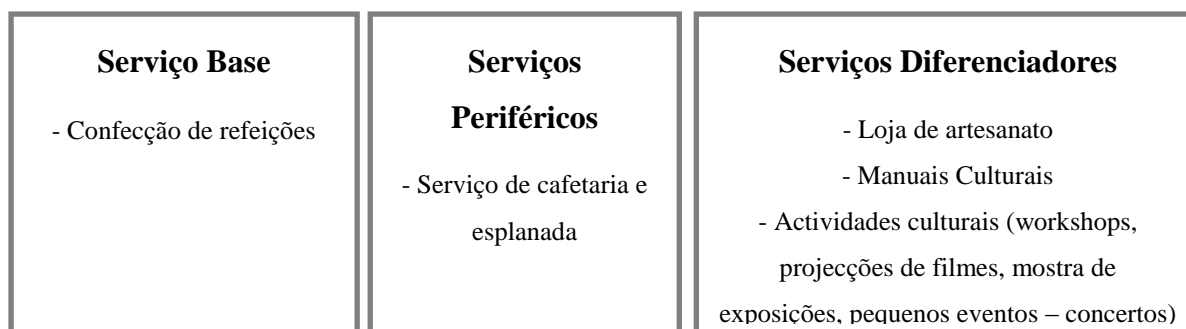 Serviço Base
- Confecção de refeições
Serviços
Periféricos
- Serviço de cafetaria e
esplanada
Serviços Diferenciadores
- Loja de artesanato
- Manuais Culturais
- Actividades culturais (workshops,
projecções de filmes, mostra de
exposições, pequenos eventos – concertos)